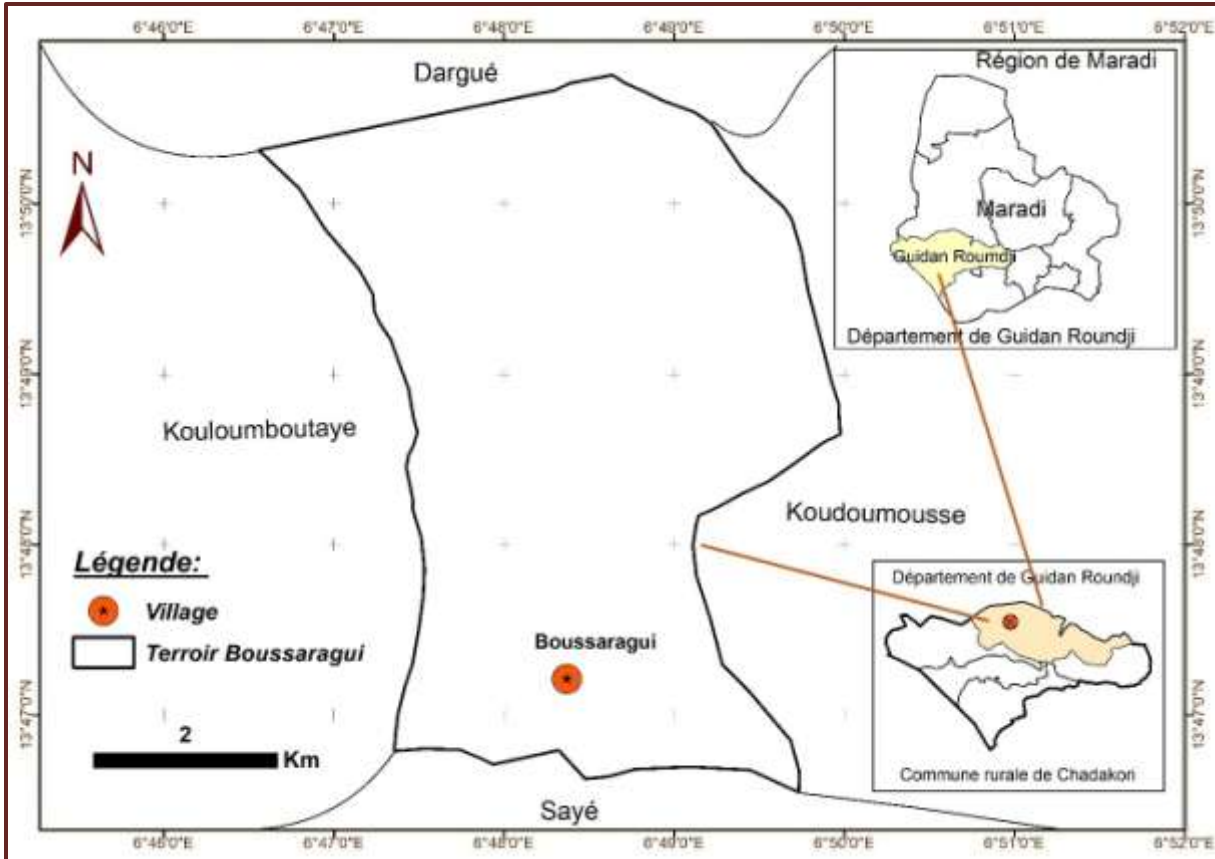 6°46'0"E 6°47'0"E 6°48'0"E 6°49'0"E 6°50'0"E 6°51'0"E 6°52'0"E
Dargué
Région de Maradi
N
13°50'0"N
13°50'0"N
Maradi
Guidan Roumdji
Département de Guidan Roundji
13°49'0"N
13°49'0"N
Kouloumboutaye
Koudoumousse
13°48'0"N
13°48'0"N
Légende:
Village
Terroir Boussaragui
Boussaragui
Département de Guidan Roundji
13°47'0"N
13°47'0"N
2
Km
Commune rurale de Chadakori
Sayé
6°46'0"E 6°47'0"E 6°48'0"E 6°49'0"E 6°50'0"E 6°51'0"E 6°52'0"E